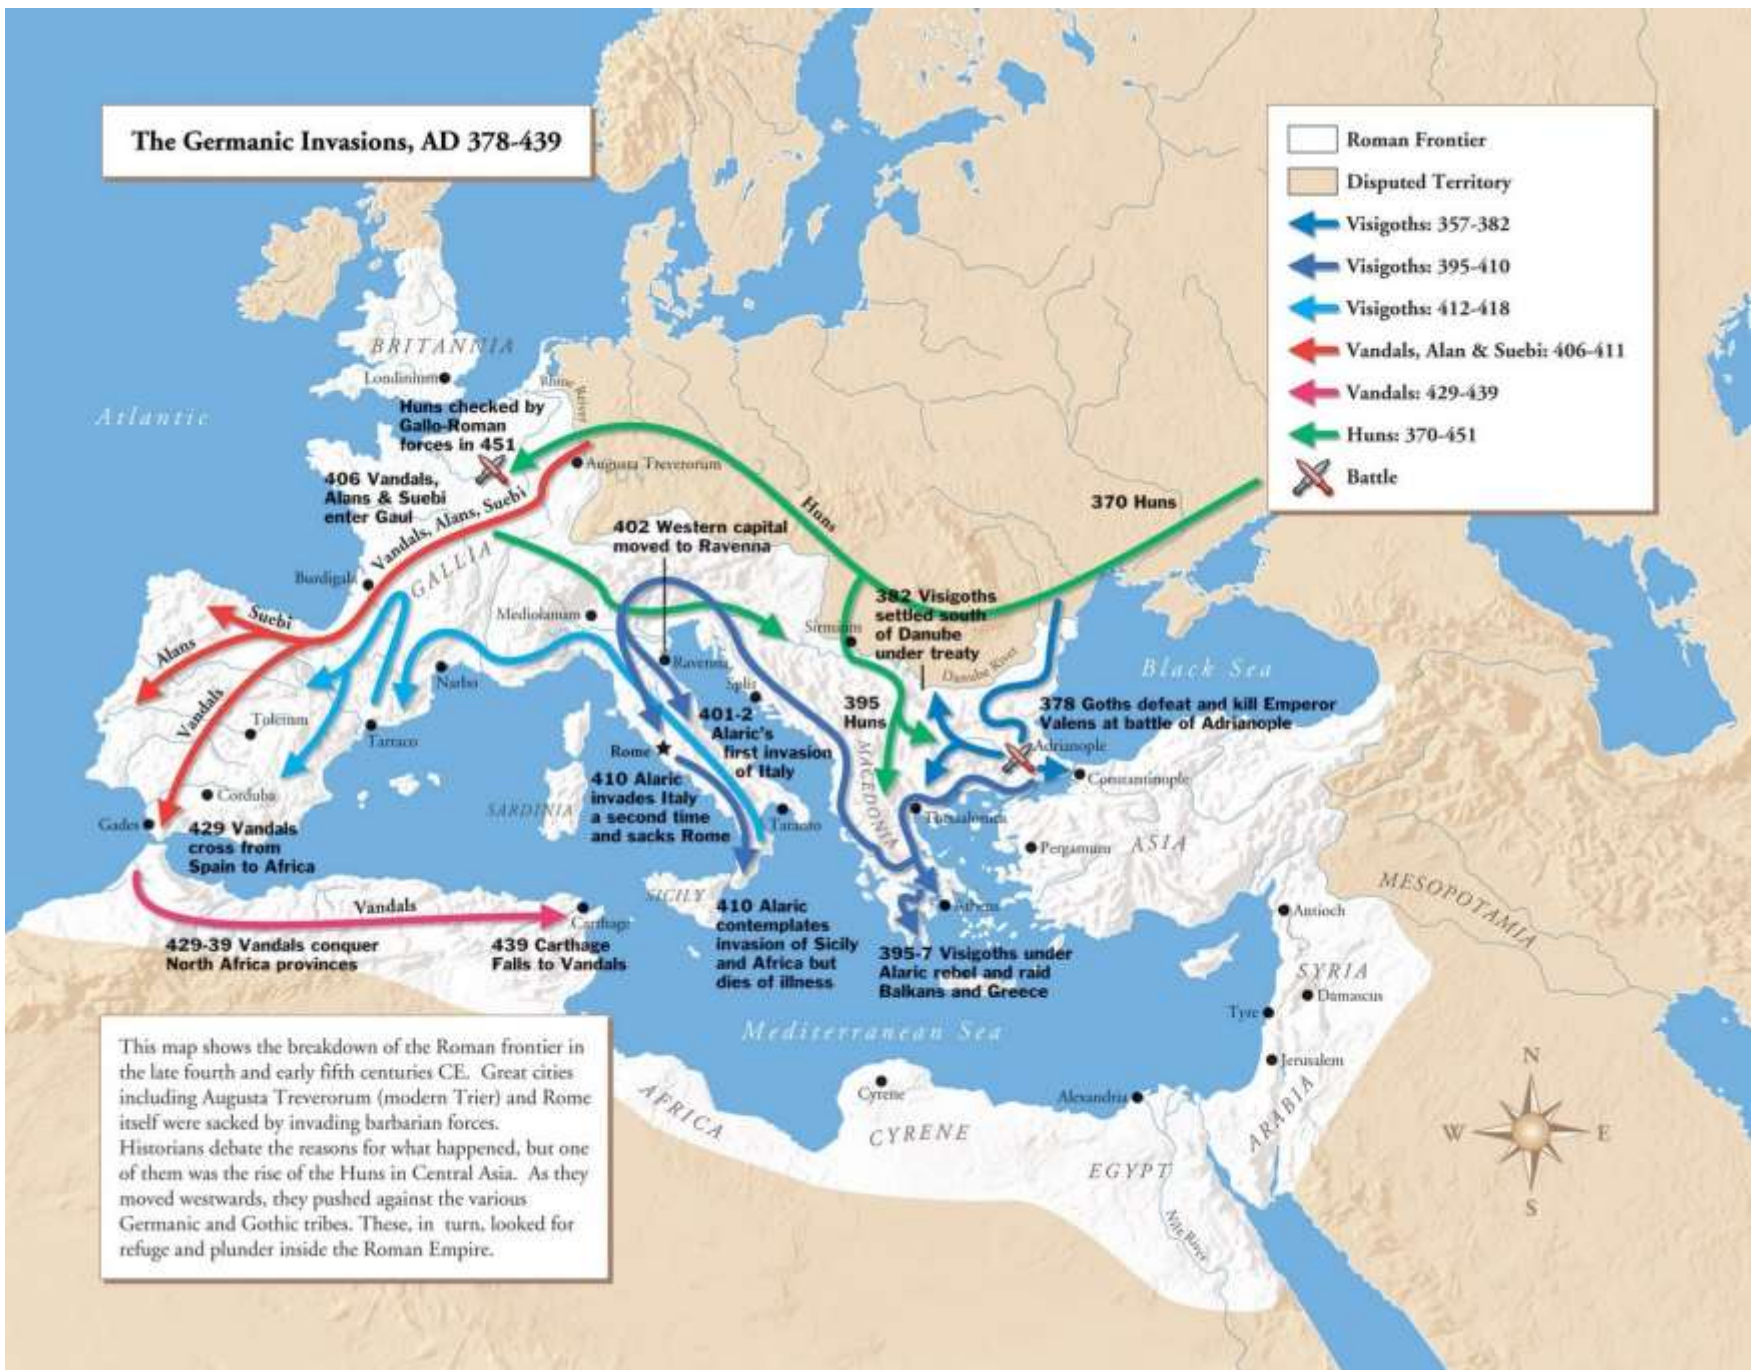 The Germanic Invasions, AD 378-439
Roman Frontier
Disputed Territory
Visigoths: 357-382
Visigoths: 395-410
Visigoths: 412-418
Vandals, Alan & Suebi: 406-411
Vandals: 429-439
Huns: 370-451
Battle
BRITANNIA
Londinium
Atlantic
Rhine
River
Huns checked by
Gallo-Roman
forces in 451
Augusta Treverorum
406 Vandals,
Alans & Suebi
enter Gaul
Vandals, Alans, Suebi
Huns
370 Huns
402 Western capital
moved to Ravenna
GALLIA
Burdigala
Mediolanum
382 Visigoths
settled south
of Danube
under treaty
Sirmium
Danube River
Black Sea
Suebi
Alans
Vandals
Narbo
Ravenna
Split
Toletum
Tarraco
395
Huns
378 Goths defeat and kill Emperor
Valens at battle of Adrianople
Adrianople
401-2
Alaric's
first invasion
of Italy
Rome
MACEDONIA
Constantinople
410 Alaric
invades Italy
a second time
and sacks Rome
SARDINIA
Corduba
Gades
Taranto
Thessalonica
Pergamum
ASIA
429 Vandals
cross from
Spain to Africa
MESOPOTAMIA
SICILY
Vandals
Carthage
Athens
Antioch
410 Alaric
contemplates
invasion of Sicily
and Africa but
dies of illness
429-39 Vandals conquer
North Africa provinces
439 Carthage
Falls to Vandals
395-7 Visigoths under
Alaric rebel and raid
Balkans and Greece
SYRIA
Damascus
Tyre
Mediterranean Sea
Jerusalem
This map shows the breakdown of the Roman frontier in
the late fourth and early fifth centuries CE. Great cities
including Augusta Treverorum (modern Trier) and Rome
itself were sacked by invading barbarian forces.
Historians debate the reasons for what happened, but one
of them was the rise of the Huns in Central Asia. As they
moved westwards, they pushed against the various
Germanic and Gothic tribes. These, in turn, looked for
refuge and plunder inside the Roman Empire.
AFRICA
Cyrene
CYRENE
Alexandria
ARABIA
EGYPT
Nile River
N
W
E
S